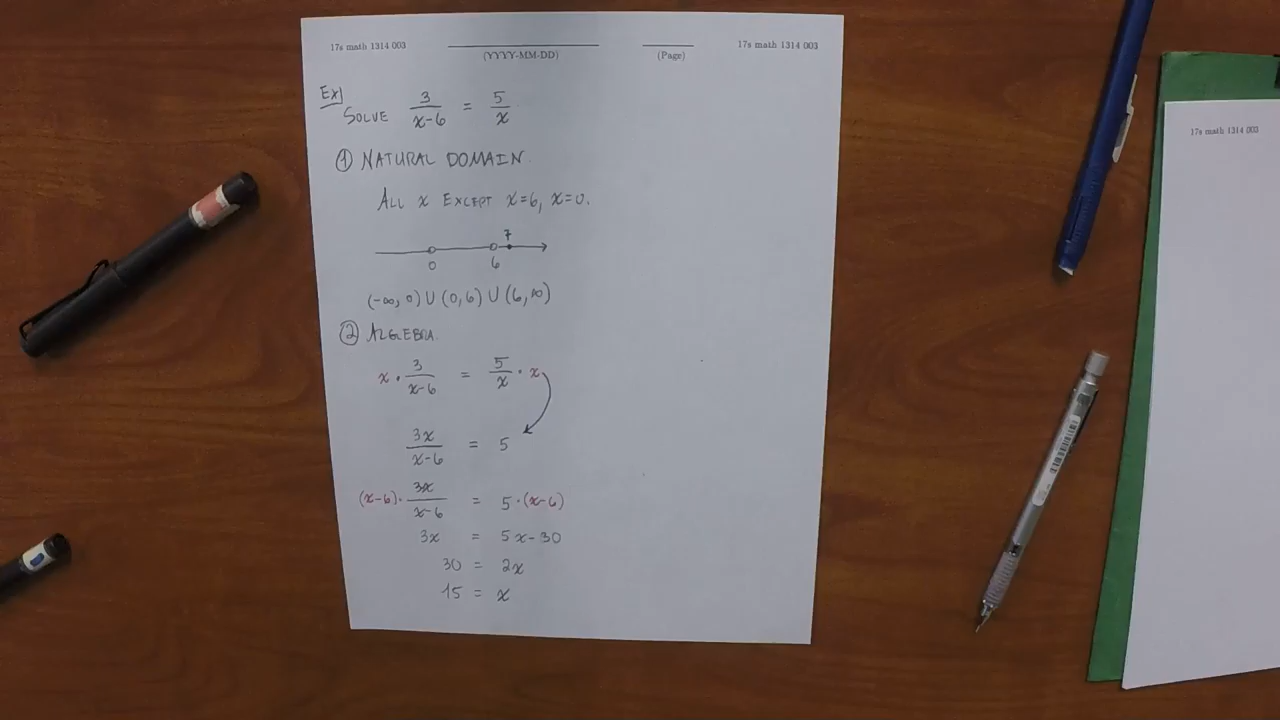 17s math 1314 003 (YYYY-MM-DD) (Page) 17s math 1314 003
Ex|
SOLVE 3/(x-6) = 5/x
① NATURAL DOMAIN.
ALL x EXCEPT x=6, x=0.
7
0 6
(-∞, 0) ∪ (0, 6) ∪ (6, ∞)
② ALGEBRA.
x · 3/(x-6) = 5/x · x
3x/(x-6) = 5
(x-6) · 3x/(x-6) = 5 · (x-6)
3x = 5x-30
30 = 2x
15 = x
17s math 1314 003